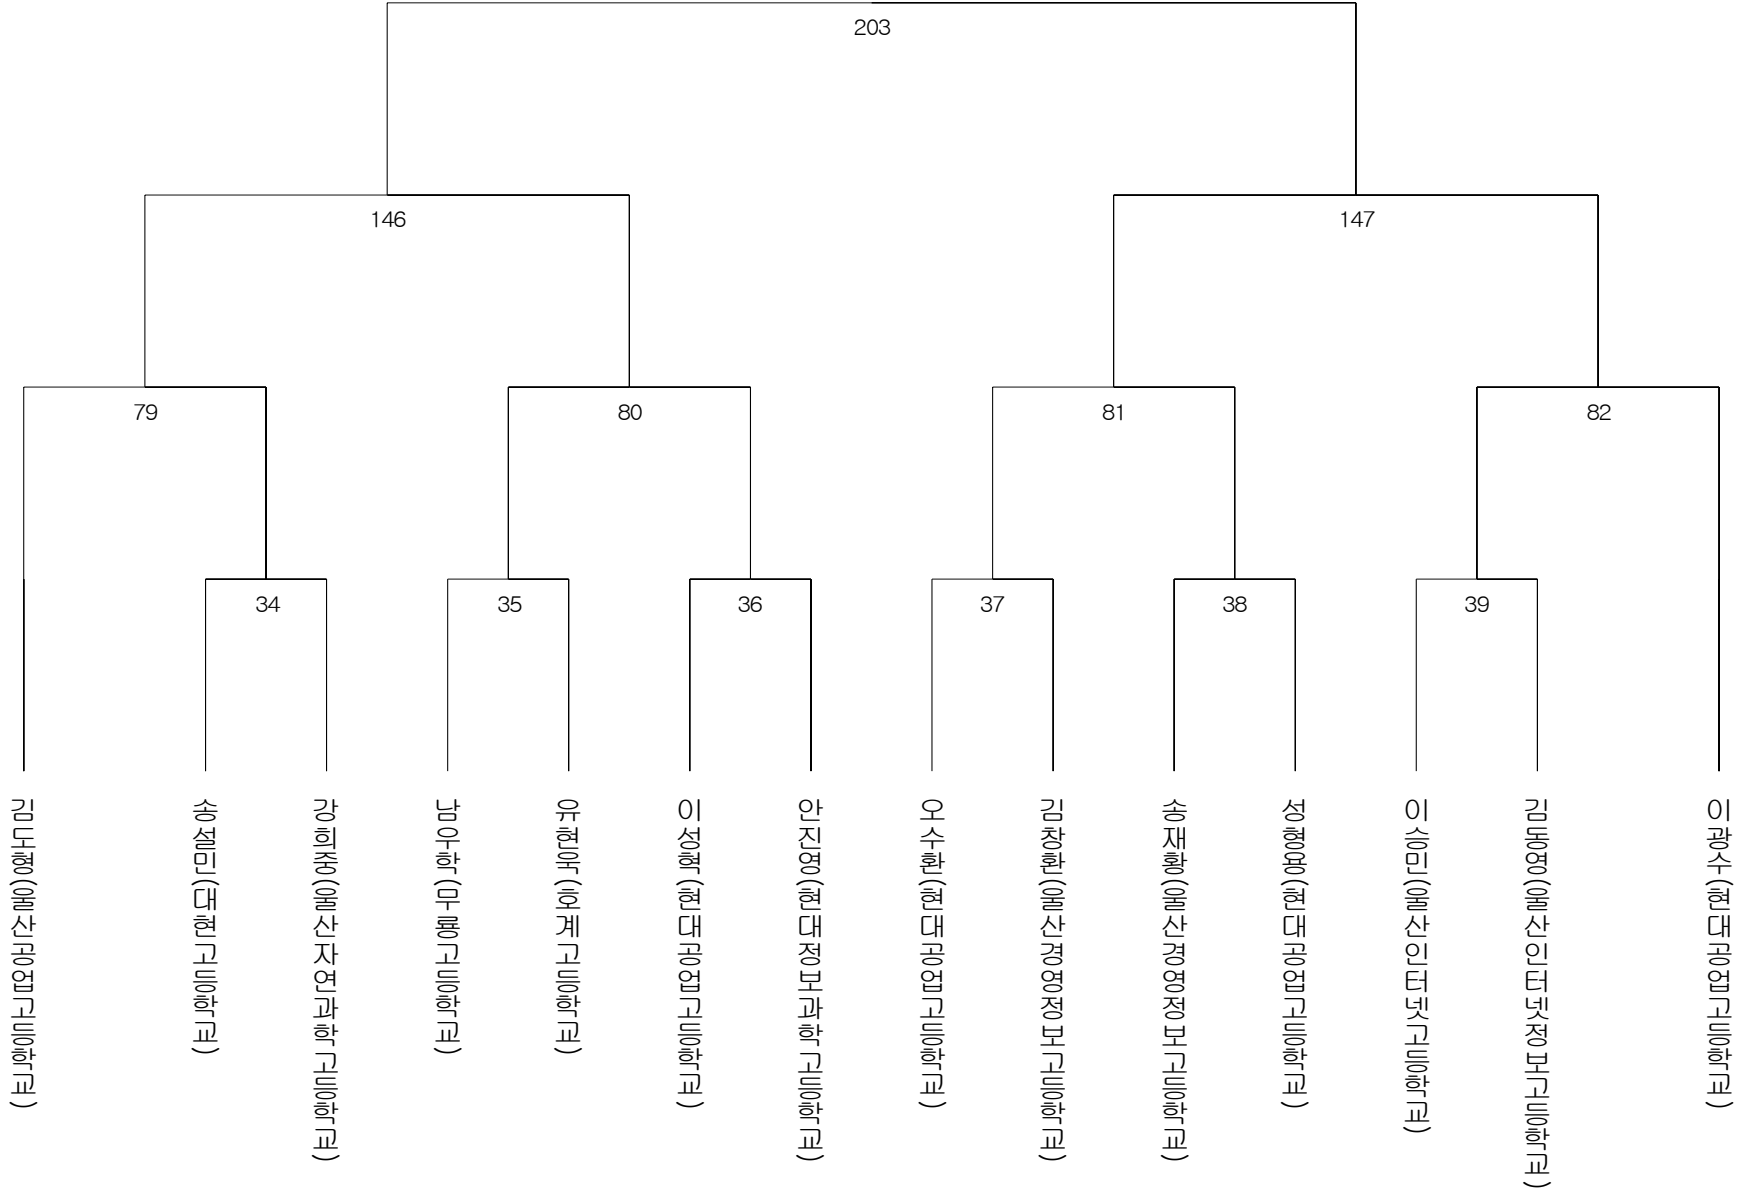 203
146
147
79
80
81
82
34
35
36
37
38
39
김도형(울산공업고등학교)
송설민(대현고등학교)
강희중(울산자연과학고등학교)
남우학(무룡고등학교)
유현욱(호계고등학교)
이성혁(현대공업고등학교)
안진영(현대정보과학고등학교)
오수환(현대공업고등학교)
김창환(울산경영정보고등학교)
송재황(울산경영정보고등학교)
성형용(현대공업고등학교)
이승민(울산인터넷고등학교)
김동영(울산인터넷정보고등학교)
이광수(현대공업고등학교)